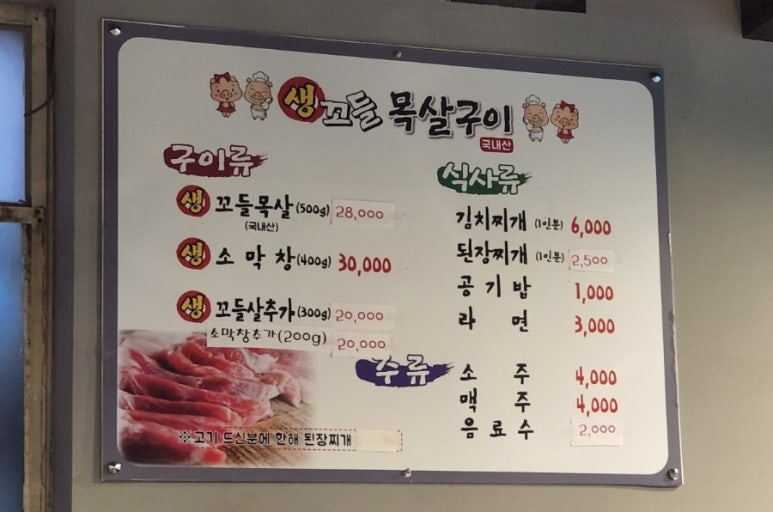 생 꼬들 목살구이
국내산
구이류
생 꼬들목살(500g) 28,000
(국내산)
생 소막창(400g) 30,000
생 꼬들살추가(300g) 20,000
소막창추가(200g) 20,000
※고기 드신분에 한해 된장찌개
식사류
김치찌개 (1인분) 6,000
된장찌개 (1인분) 2,500
공기밥 1,000
라면 3,000
주류
소주 4,000
맥주 4,000
음료수 2,000